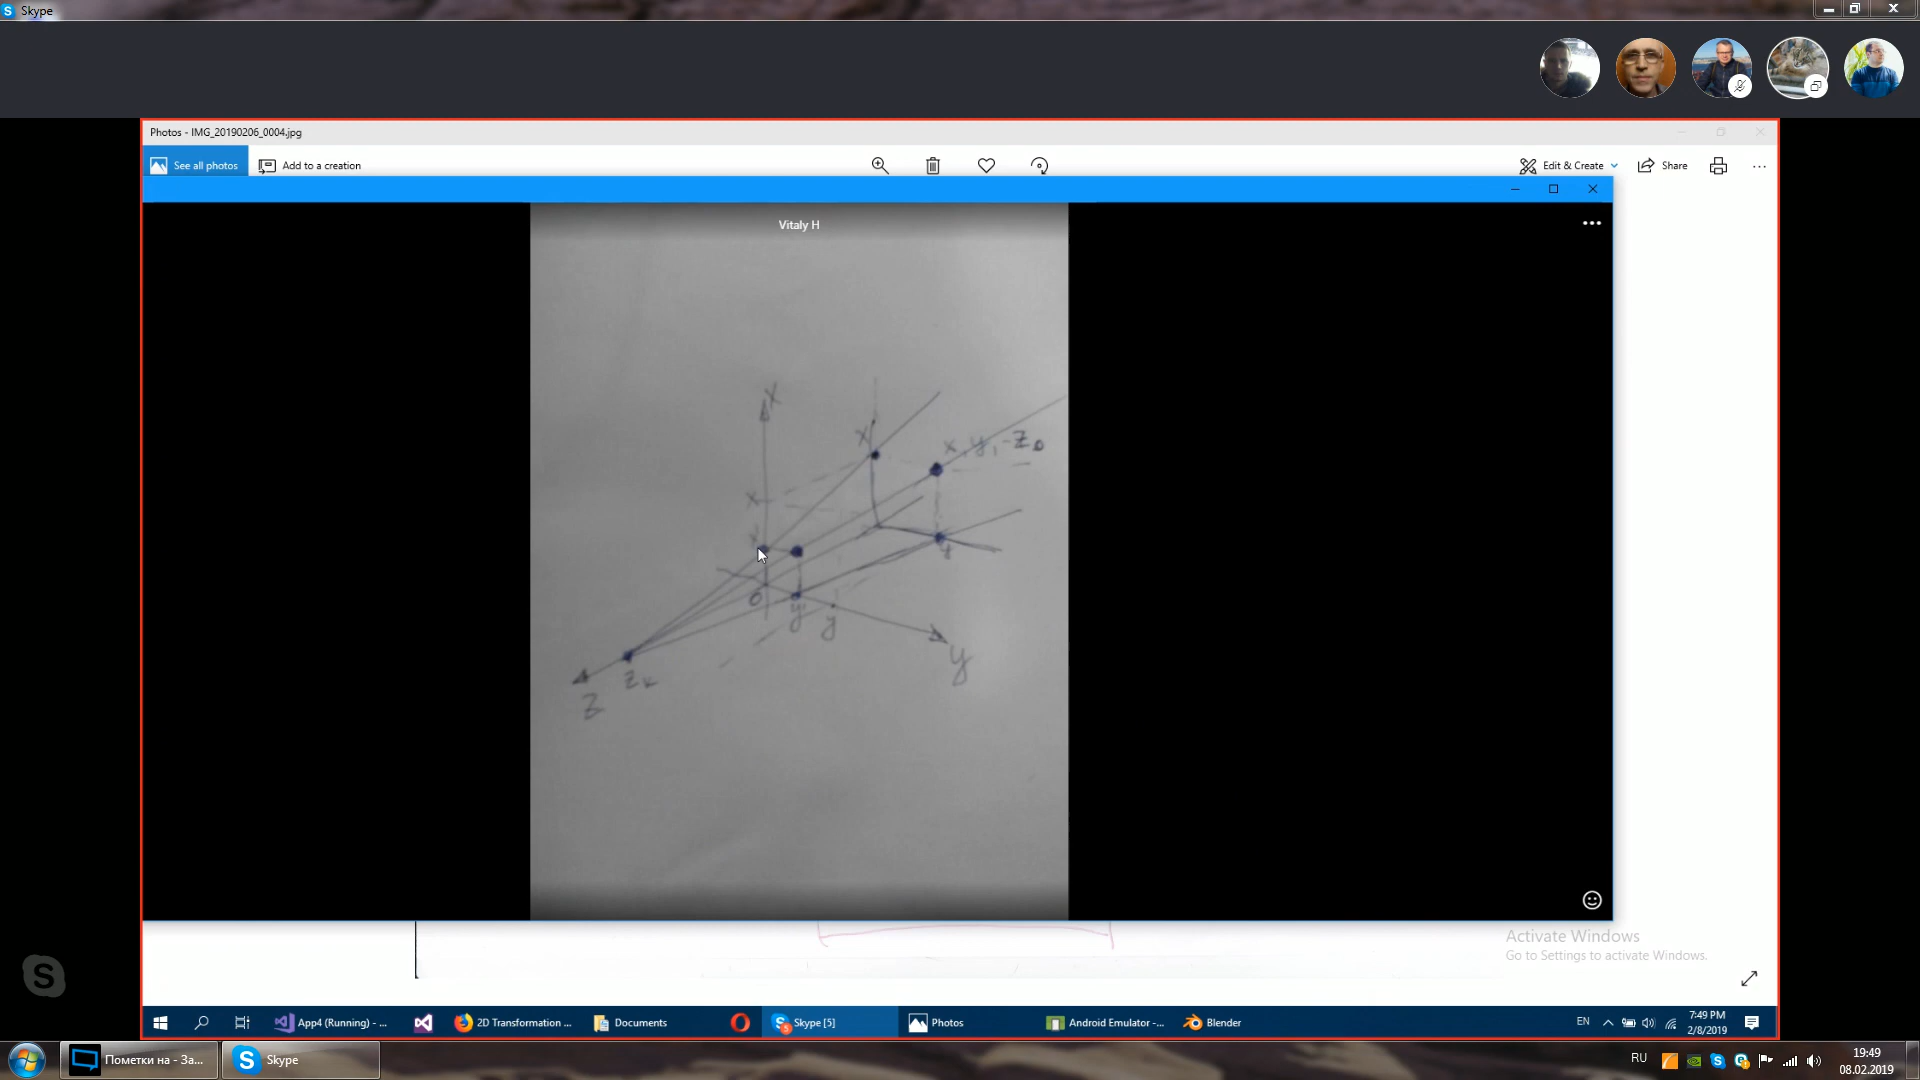 Skype
Photos - IMG_20190206_0004.jpg
See all photos
Add to a creation
Edit & Create
Share
Vitaly H
X
X
x, y, -z₀
x
x'
O
y'
y
y
y
Zₖ
Z
Activate Windows
Go to Settings to activate Windows.
App4 (Running) - ...
2D Transformation ...
Documents
Skype [5]
Photos
Android Emulator -...
Blender
EN
7:49 PM
2/8/2019
Пометки на - За...
Skype
RU
19:49
08.02.2019